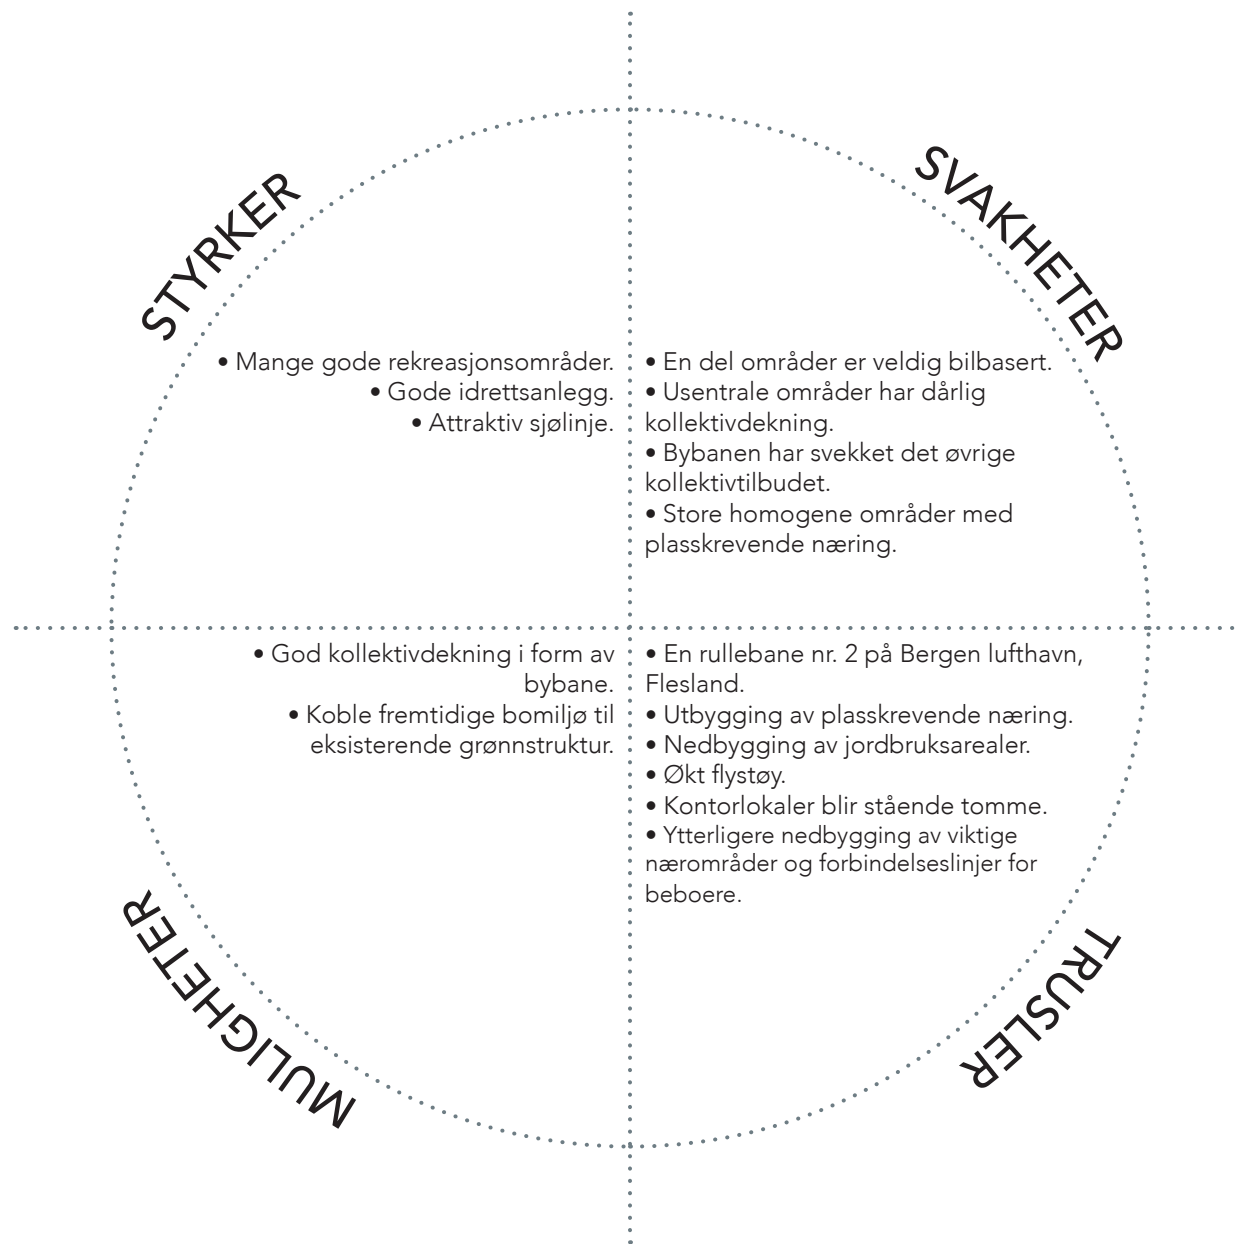 STYRKER
• Mange gode rekreasjonsområder.
• Gode idrettsanlegg.
• Attraktiv sjølinje.
SVAKHETER
• En del områder er veldig bilbasert.
• Usentrale områder har dårlig
kollektivdekning.
• Bybanen har svekket det øvrige
kollektivtilbudet.
• Store homogene områder med
plasskrevende næring.
• God kollektivdekning i form av
bybane.
• Koble fremtidige bomiljø til
eksisterende grønnstruktur.
MULIGHETER
• En rullebane nr. 2 på Bergen lufthavn,
Flesland.
• Utbygging av plasskrevende næring.
• Nedbygging av jordbruksarealer.
• Økt flystøy.
• Kontorlokaler blir stående tomme.
• Ytterligere nedbygging av viktige
nærområder og forbindelseslinjer for
beboere.
TRUSLER